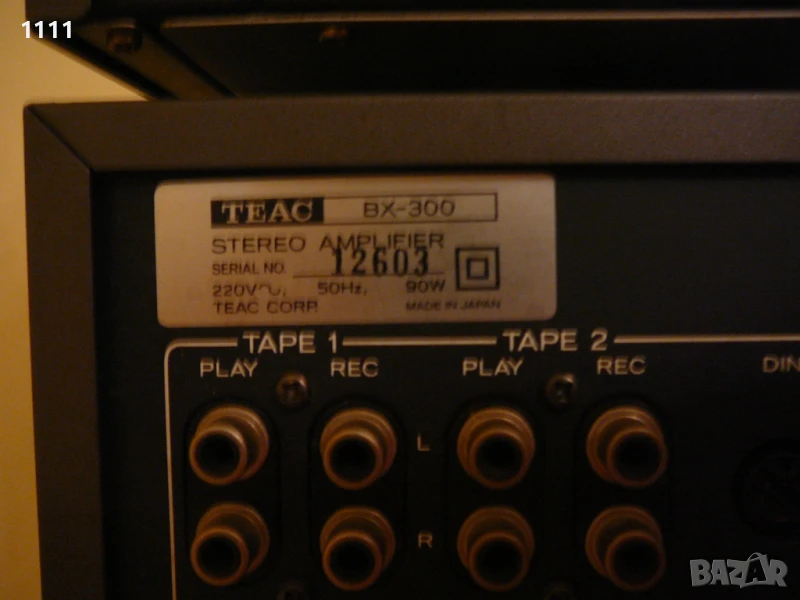 1111
TEAC BX-300
STEREO AMPLIFIER
SERIAL NO. 12603
220V~, 50Hz, 90W
TEAC CORP. MADE IN JAPAN
TAPE 1 TAPE 2
PLAY REC PLAY REC DIN
L
R
BAZAR